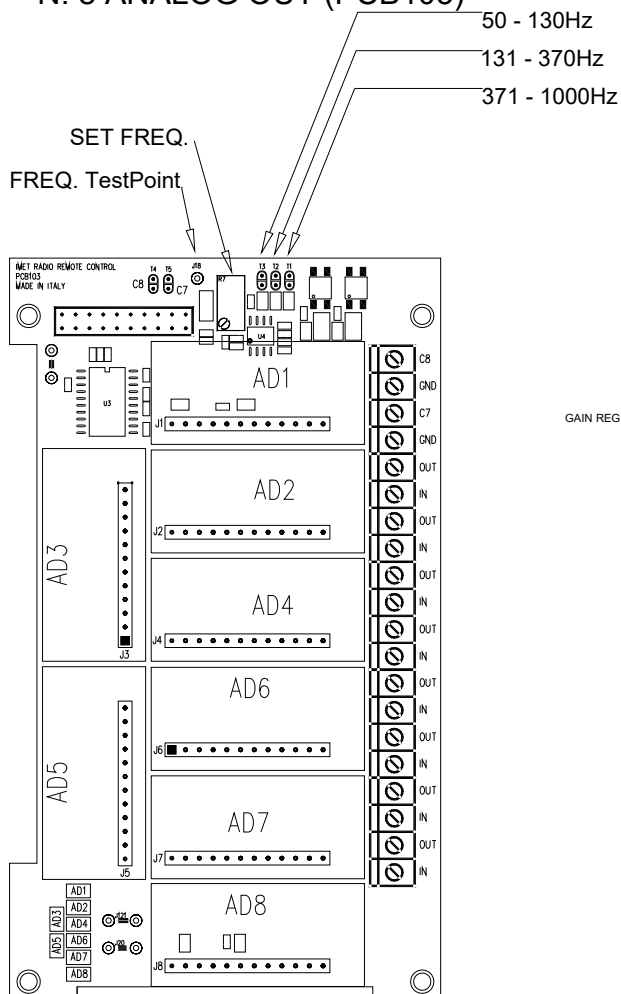 N. 8 ANALOG OUT (PCB103)
50 - 130Hz
131 - 370Hz
371 - 1000Hz
SET FREQ.
FREQ. TestPoint
IMET RADIO REMOTE CONTROL
PCB103
MADE IN ITALY
T4 T5 J18
C8 C7
R7
T3 T2 T1
U4
U3
AD1
J1
AD2
J2
AD3
J3
AD4
J4
AD6
J6
AD5
J5
AD7
J7
AD8
J8
C8
GND
C7
GND
OUT
IN
OUT
IN
OUT
IN
OUT
IN
OUT
IN
OUT
IN
OUT
IN
OUT
IN
GAIN REG
AD1
AD2
AD3
AD4
AD5
AD6
AD7
AD8
J121
J20